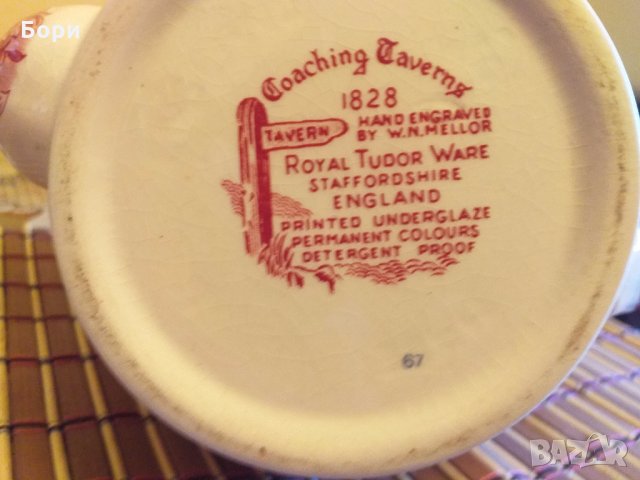 Бори
Coaching Taverns
1828
HAND ENGRAVED
BY W.N. MELLOR
TAVERN
ROYAL TUDOR WARE
STAFFORDSHIRE
ENGLAND
PRINTED UNDERGLAZE
PERMANENT COLOURS
DETERGENT PROOF
67
BAZAR